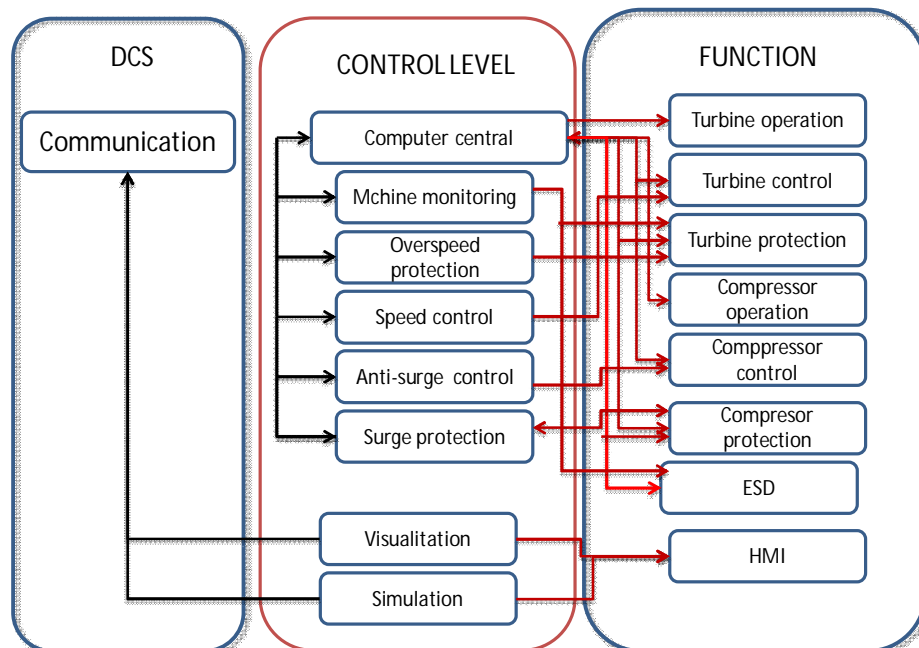 DCS
Communication
CONTROL LEVEL
Computer central
Mchine monitoring
Overspeed
protection
Speed control
Anti-surge control
Surge protection
Visualitation
Simulation
FUNCTION
Turbine operation
Turbine control
Turbine protection
Compressor
operation
Comppressor
control
Compresor
protection
ESD
HMI